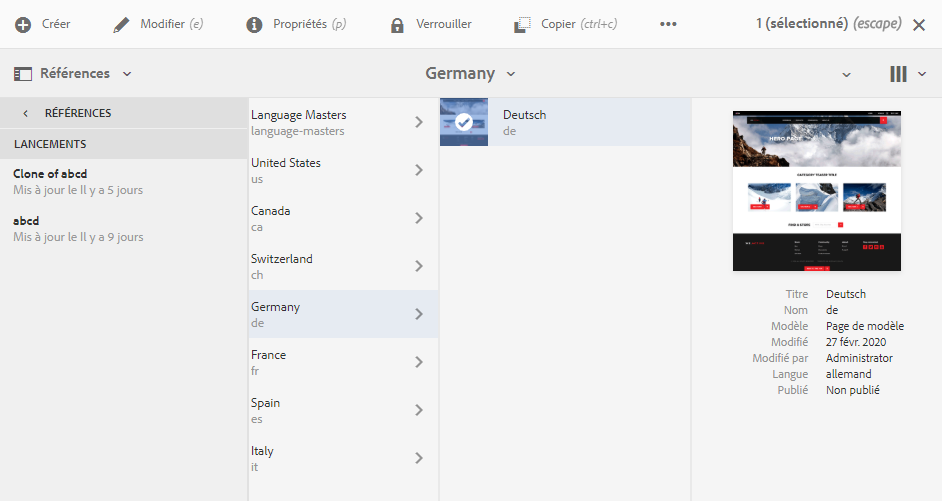 Créer
Modifier (e)
Propriétés (p)
Verrouiller
Copier (ctrl+c)
•••
1 (sélectionné) (escape)
Références
Germany
RÉFÉRENCES
LANCEMENTS
Clone of abcd
Mis à jour le Il y a 5 jours
abcd
Mis à jour le Il y a 9 jours
Language Masters
language-masters
United States
us
Canada
ca
Switzerland
ch
Germany
de
France
fr
Spain
es
Italy
it
Deutsch
de
HERO PAGE
Titre Deutsch
Nom de
Modèle Page de modèle
Modifié 27 févr. 2020
Modifié par Administrator
Langue allemand
Publié Non publié